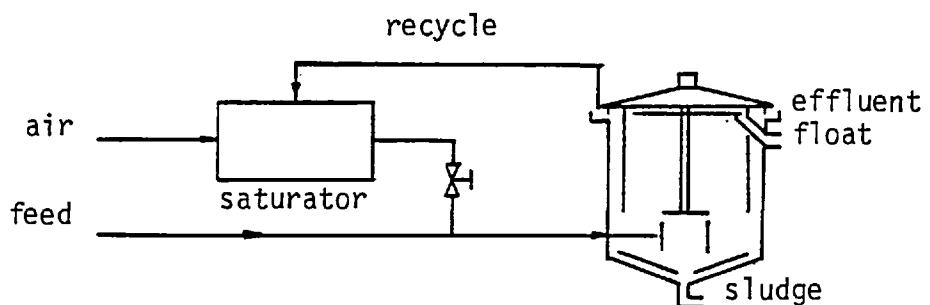 recycle
effluent
air
float
saturator
feed
sludge